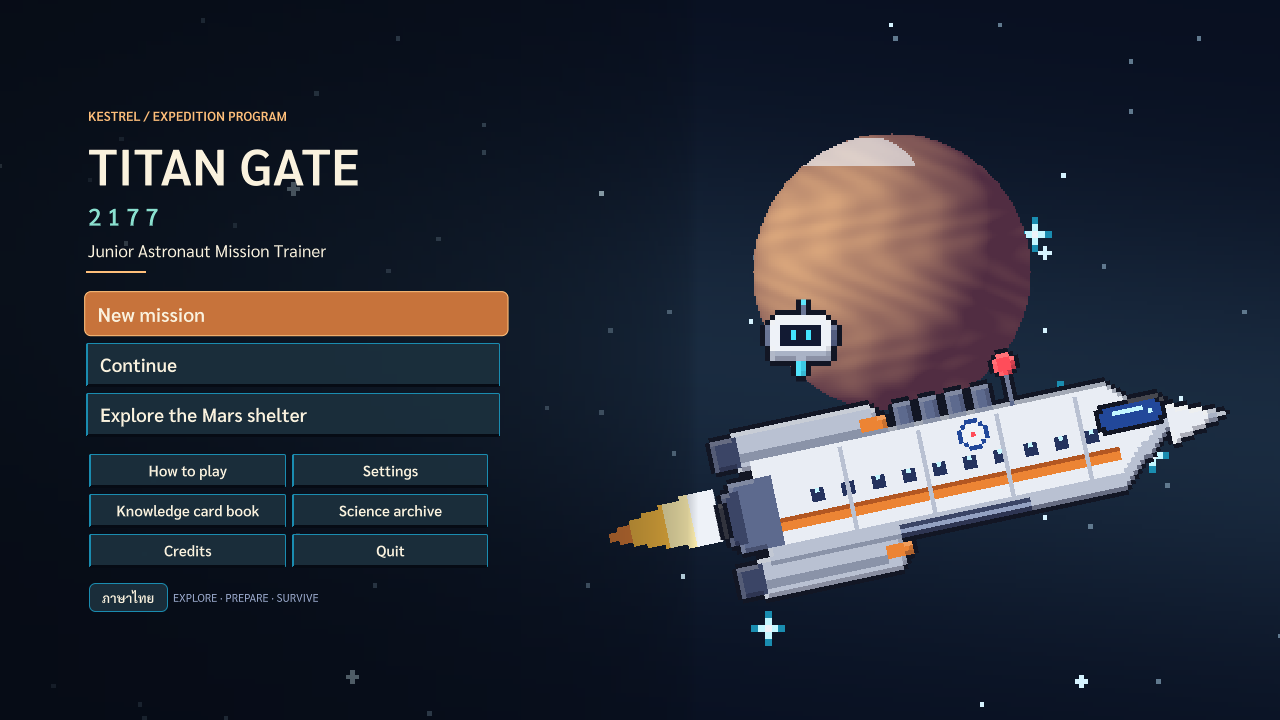 KESTREL / EXPEDITION PROGRAM
TITAN GATE
2177
Junior Astronaut Mission Trainer
New mission
Continue
Explore the Mars shelter
How to play
Settings
Knowledge card book
Science archive
Credits
Quit
ภาษาไทย
EXPLORE · PREPARE · SURVIVE